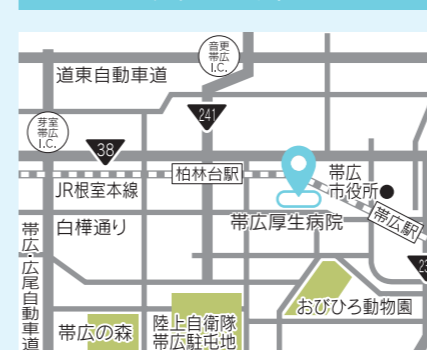 音更
帯広
I.C.
道東自動車道
241
芽室
帯広
I.C.
38
柏林台駅
帯広
市役所
JR根室本線
帯広駅
白樺通り
帯広厚生病院
帯広・広尾自動車道
おびひろ動物園
帯広の森
陸上自衛隊
帯広駐屯地